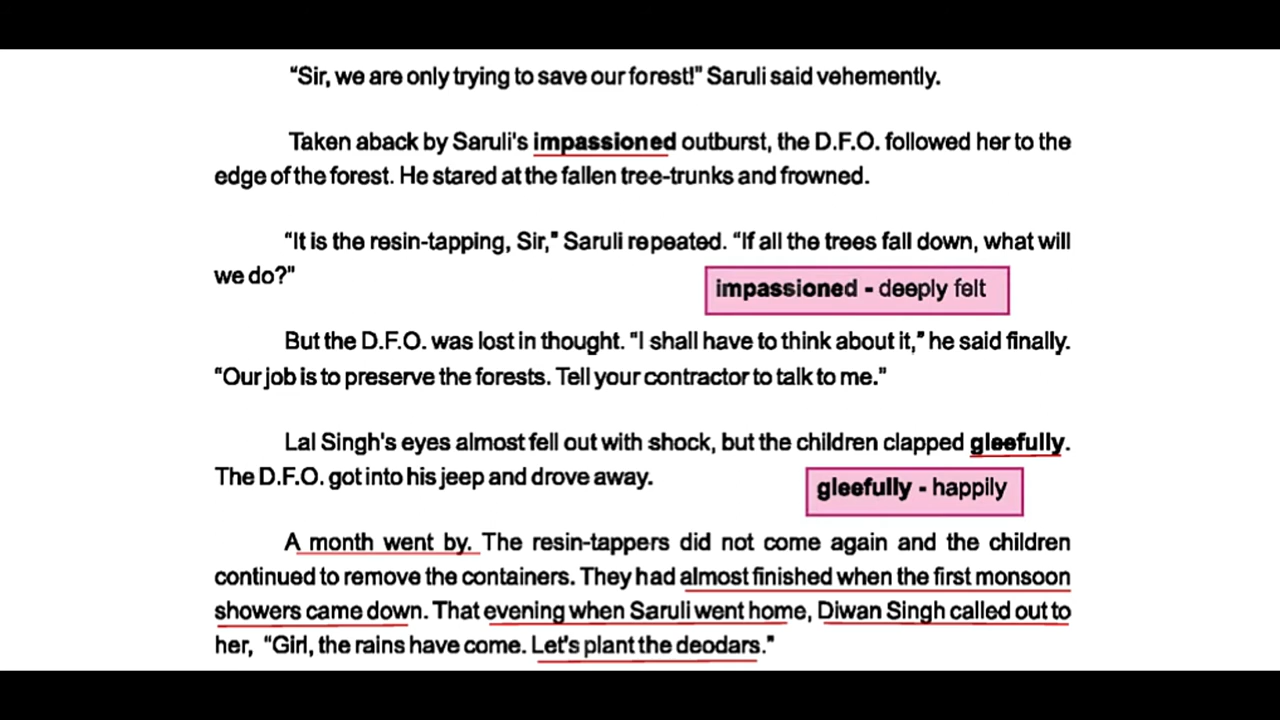 "Sir, we are only trying to save our forest!" Saruli said vehemently.
Taken aback by Saruli's impassioned outburst, the D.F.O. followed her to the
edge of the forest. He stared at the fallen tree-trunks and frowned.
"It is the resin-tapping, Sir," Saruli repeated. "If all the trees fall down, what will
we do?"
impassioned - deeply felt
But the D.F.O. was lost in thought. "I shall have to think about it," he said finally.
"Our job is to preserve the forests. Tell your contractor to talk to me."
Lal Singh's eyes almost fell out with shock, but the children clapped gleefully.
The D.F.O. got into his jeep and drove away.
gleefully - happily
A month went by. The resin-tappers did not come again and the children
continued to remove the containers. They had almost finished when the first monsoon
showers came down. That evening when Saruli went home, Diwan Singh called out to
her, "Girl, the rains have come. Let's plant the deodars."